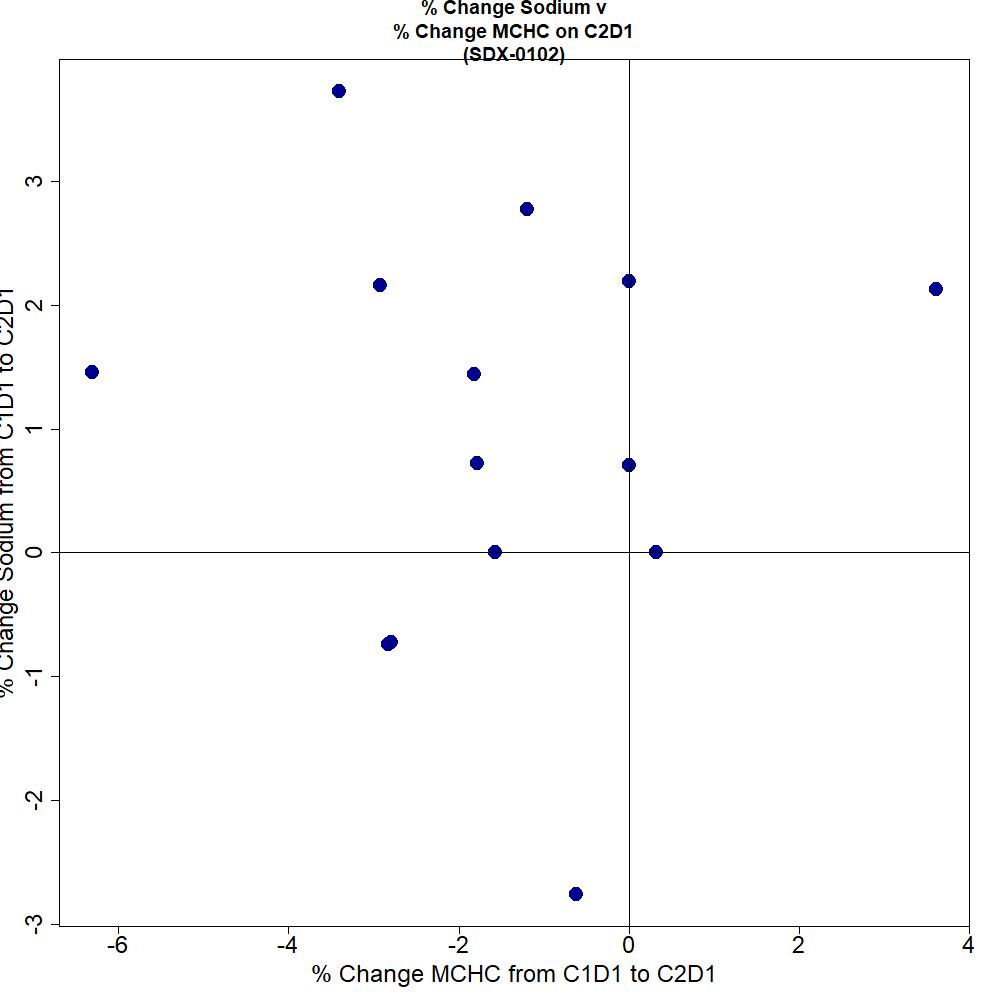 % Change Sodium v
% Change MCHC on C2D1
(SDX-0102)
% Change Sodium from C1D1 to C2D1
3
2
1
0
-1
-2
-3
-6
-4
-2
0
2
4
% Change MCHC from C1D1 to C2D1